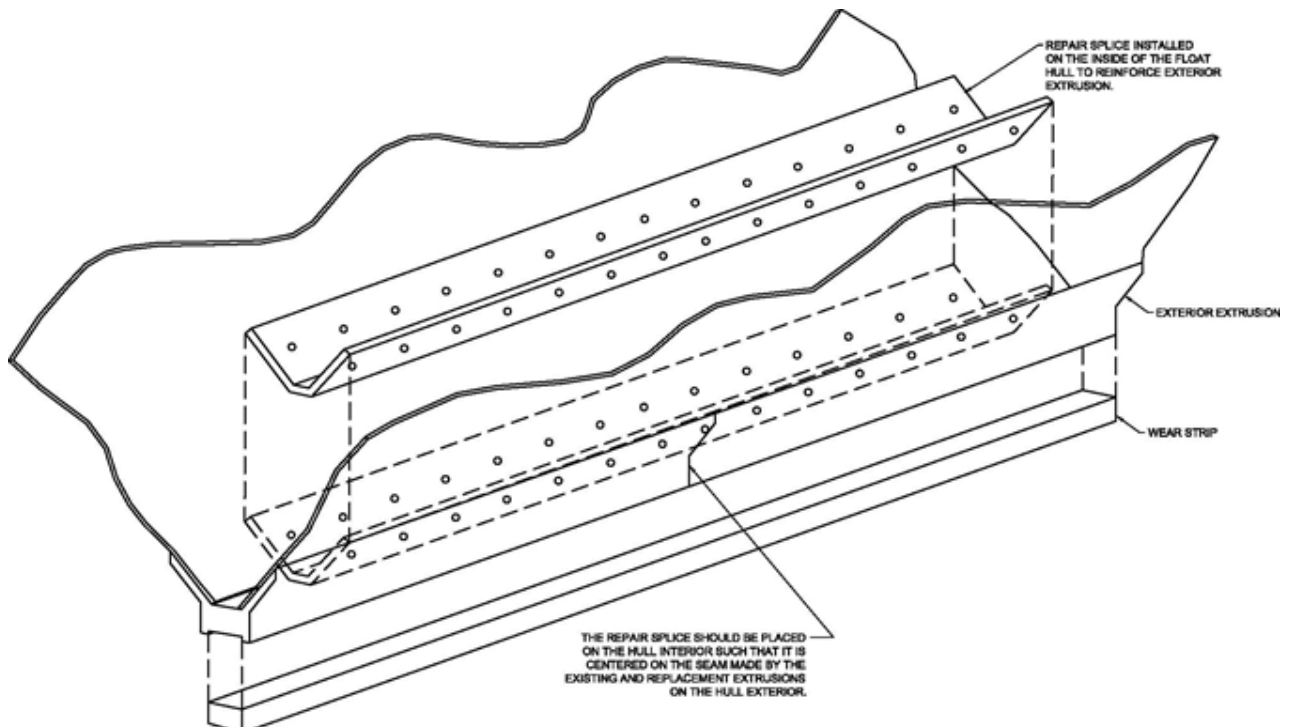 REPAIR SPLICE INSTALLED
ON THE INSIDE OF THE FLOAT
HULL TO REINFORCE EXTERIOR
EXTRUSION.
EXTERIOR EXTRUSION
WEAR STRIP
THE REPAIR SPLICE SHOULD BE PLACED
ON THE HULL INTERIOR SUCH THAT IT IS
CENTERED ON THE SEAM MADE BY THE
EXISTING AND REPLACEMENT EXTRUSIONS
ON THE HULL EXTERIOR.